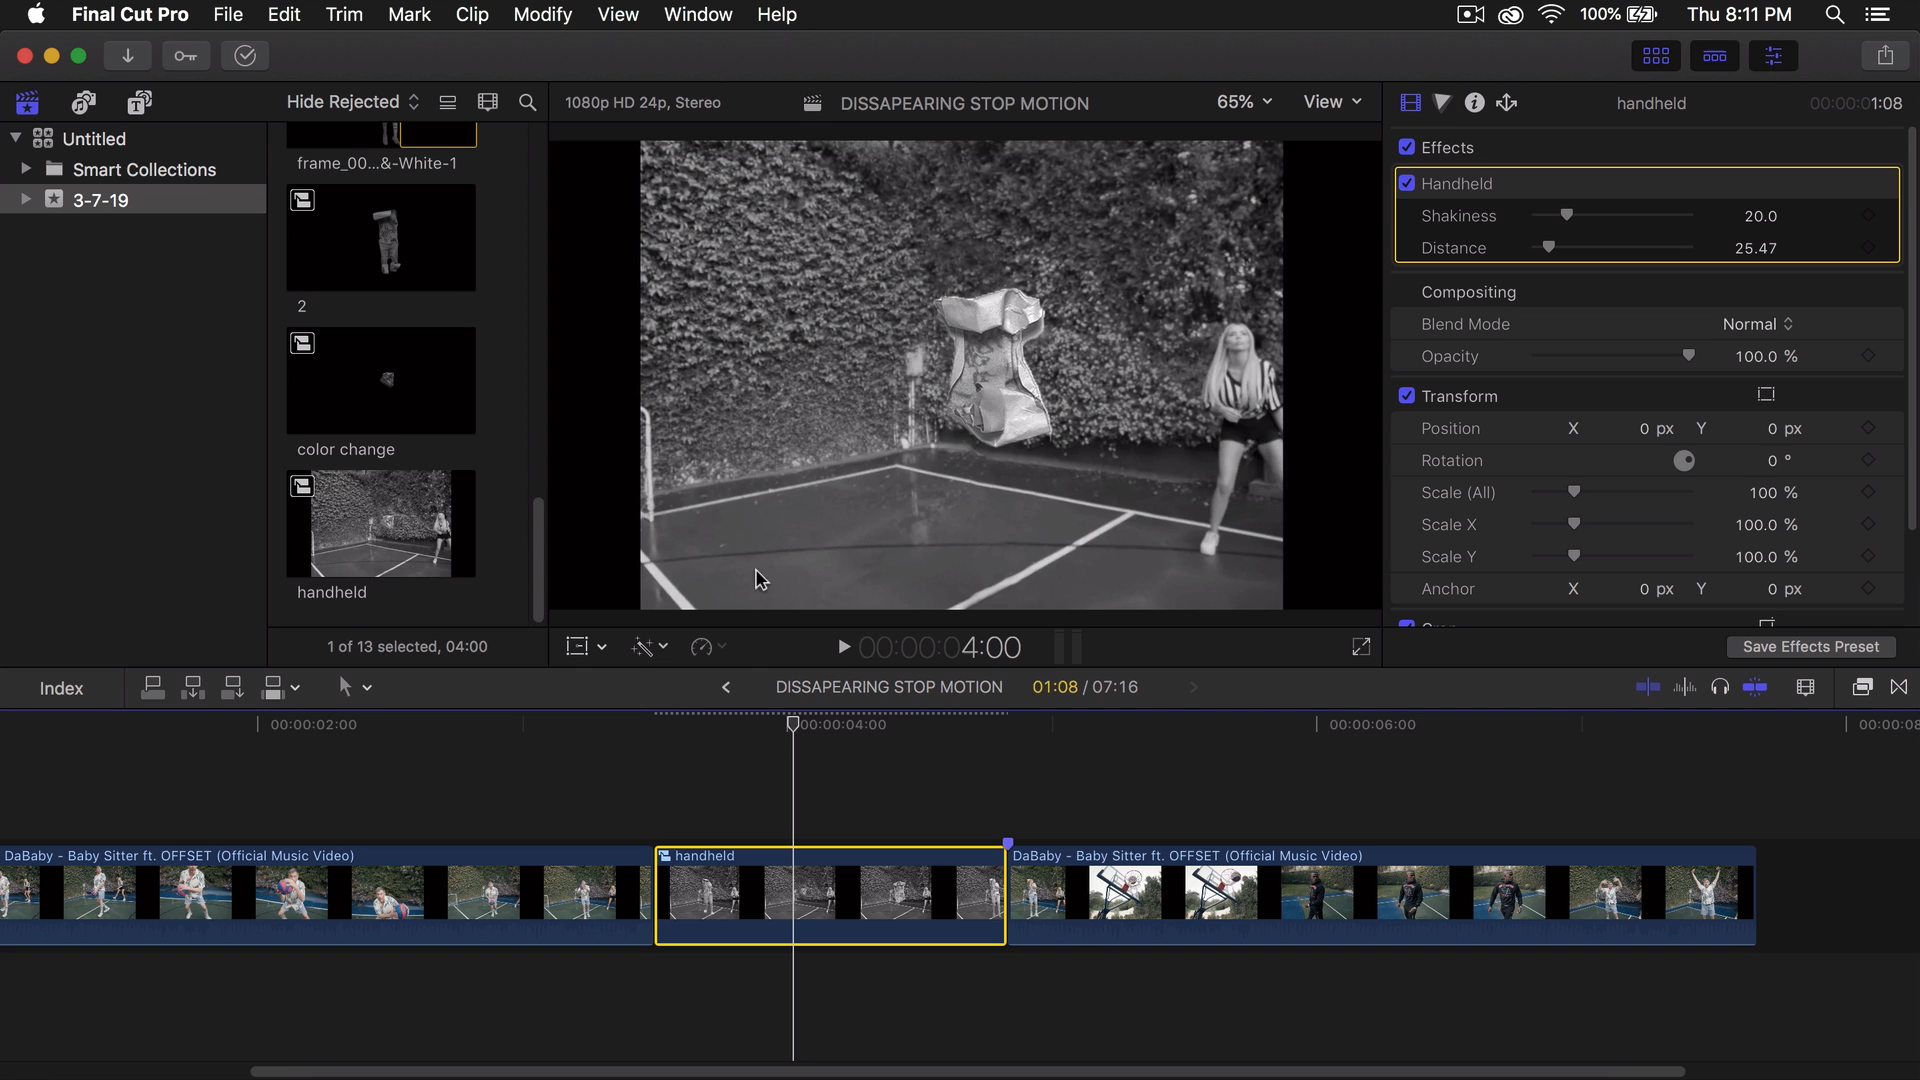 Final Cut Pro File Edit Trim Mark Clip Modify View Window Help 100% Thu 8:11 PM
Hide Rejected
1080p HD 24p, Stereo
DISSAPEARING STOP MOTION
65%
View
handheld
00:00:01:08
Untitled
Smart Collections
3-7-19
frame_00...&-White-1
2
color change
handheld
1 of 13 selected, 04:00
00:00:00:04:00
Effects
Handheld
Shakiness 20.0
Distance 25.47
Compositing
Blend Mode Normal
Opacity 100.0 %
Transform
Position X 0 px Y 0 px
Rotation 0 °
Scale (All) 100 %
Scale X 100.0 %
Scale Y 100.0 %
Anchor X 0 px Y 0 px
Save Effects Preset
Index
DISSAPEARING STOP MOTION 01:08 / 07:16
00:00:02:00 00:00:04:00 00:00:06:00 00:00:08
DaBaby - Baby Sitter ft. OFFSET (Official Music Video)
handheld
DaBaby - Baby Sitter ft. OFFSET (Official Music Video)